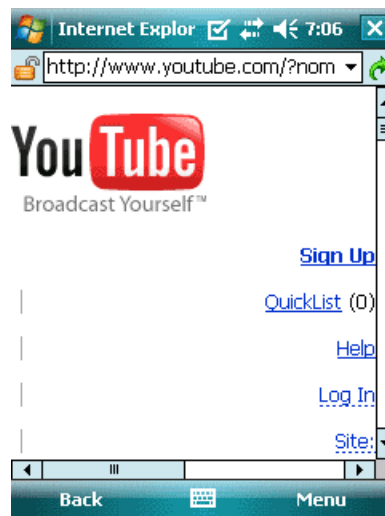 Internet Explor 7:06
http://www.youtube.com/?nom
YouTube
Broadcast Yourself™
Sign Up
QuickList (0)
Help
Log In
Site:
Back Menu